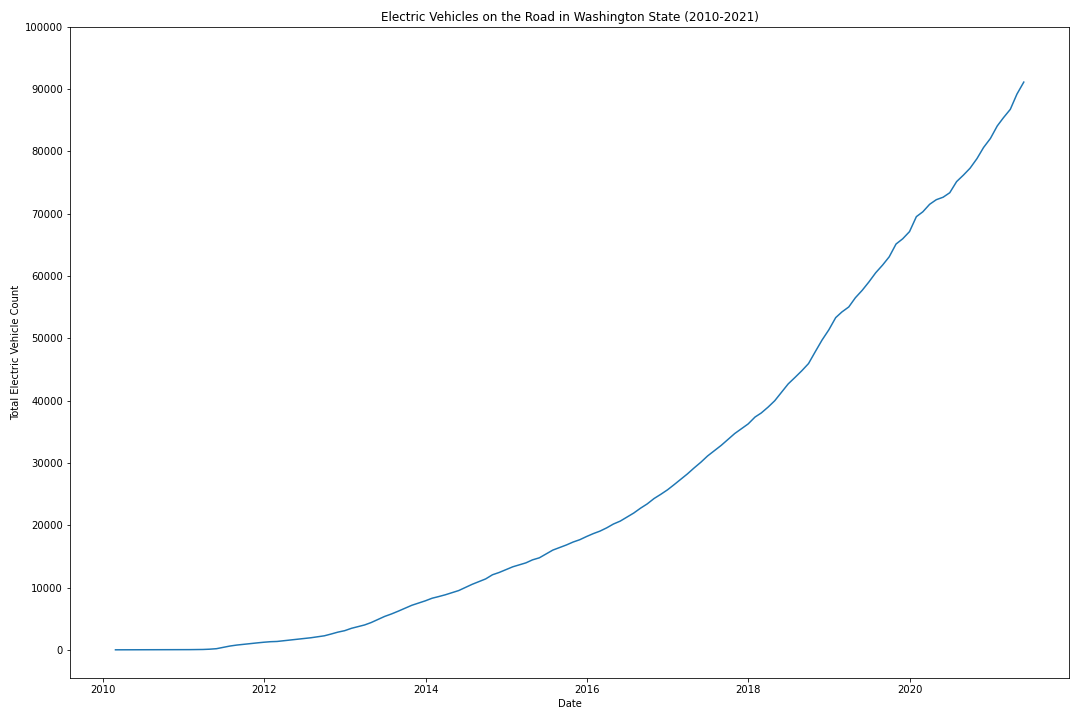 Electric Vehicles on the Road in Washington State (2010-2021)
100000
90000
80000
70000
60000
50000
40000
30000
20000
10000
0
Total Electric Vehicle Count
2010 2012 2014 2016 2018 2020
Date